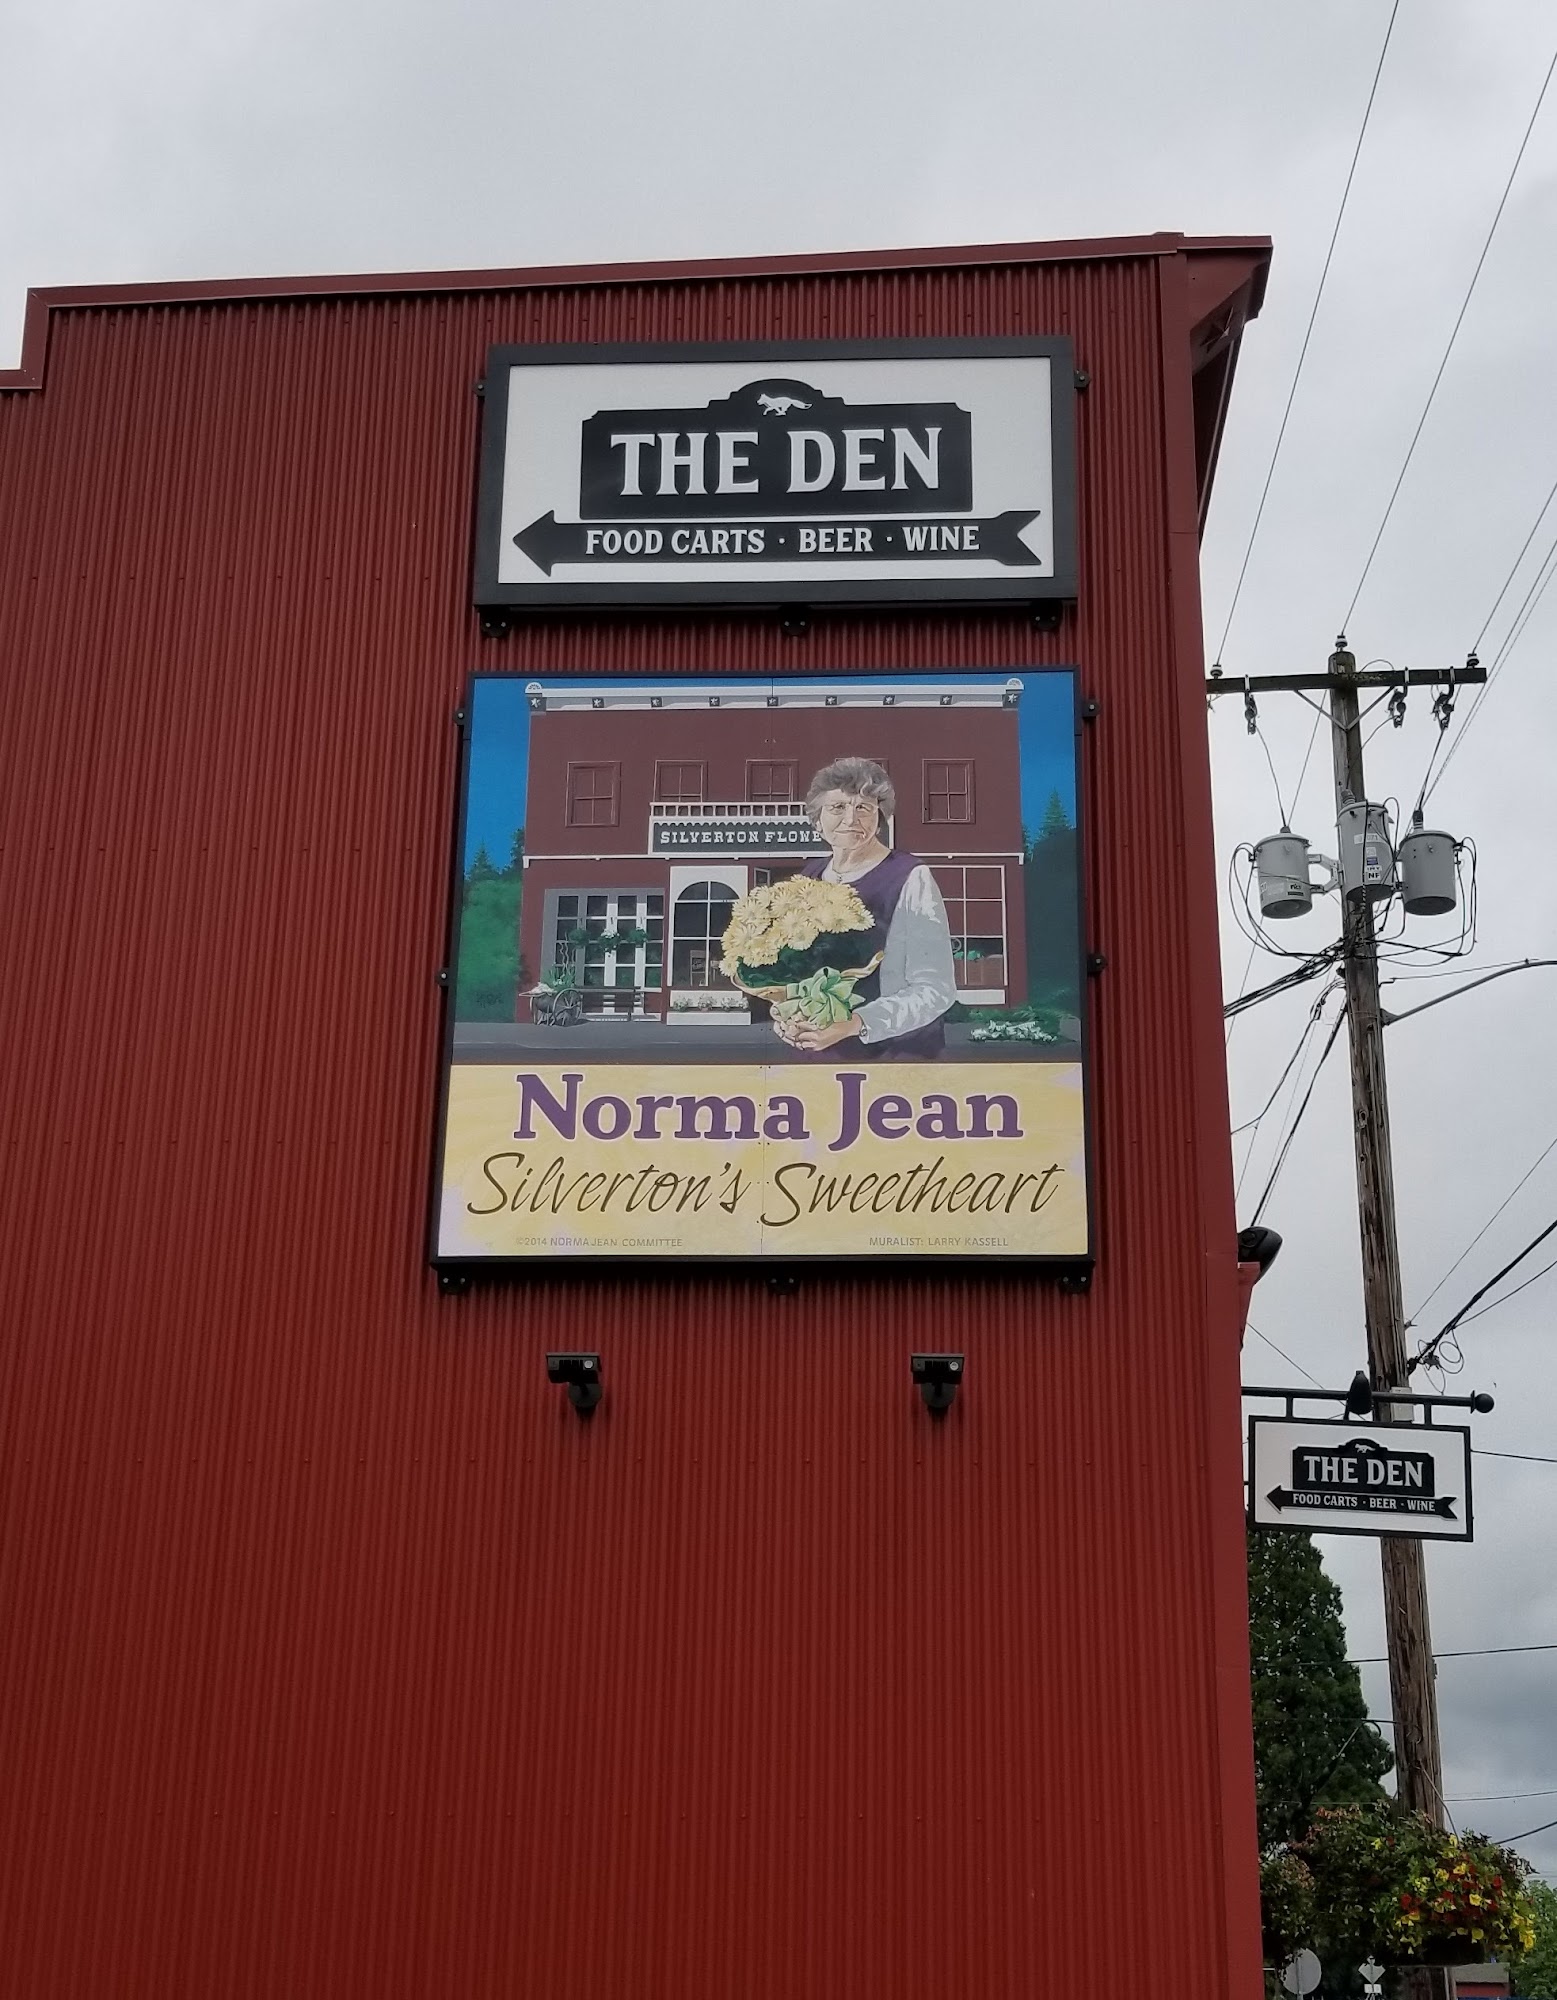 THE DEN
FOOD CARTS · BEER · WINE
SILVERTON FLOWE
Norma Jean
Silverton's Sweetheart
©2014 NORMA JEAN COMMITTEE
MURALIST: LARRY KASSELL
THE DEN
FOOD CARTS · BEER · WINE